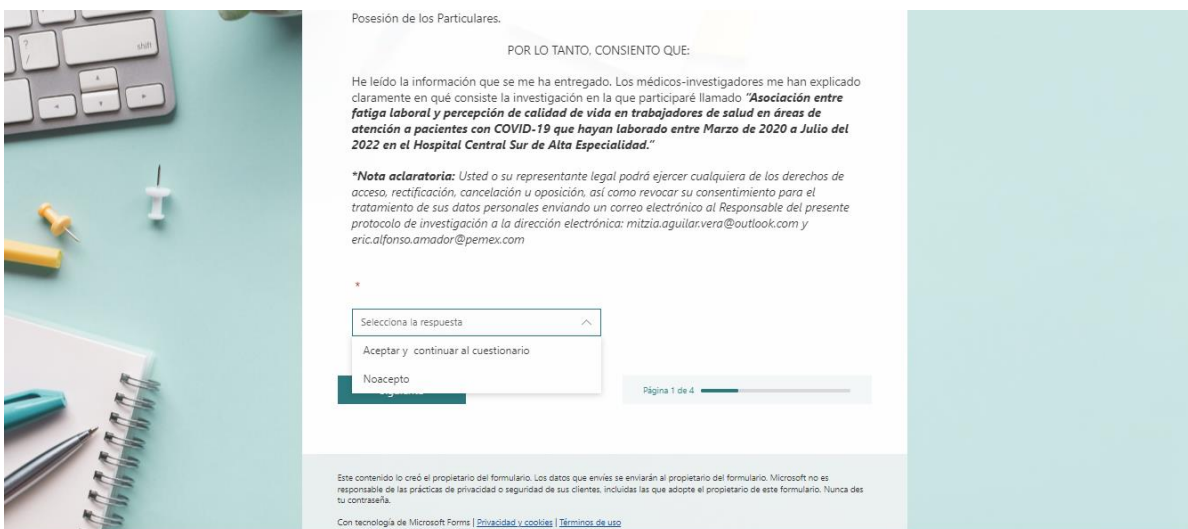 Posesión de los Particulares.
POR LO TANTO, CONSIENTO QUE:
He leído la información que se me ha entregado. Los médicos-investigadores me han explicado
claramente en qué consiste la investigación en la que participaré llamado "Asociación entre
fatiga laboral y percepción de calidad de vida en trabajadores de salud en áreas de
atención a pacientes con COVID-19 que hayan laborado entre Marzo de 2020 a Julio del
2022 en el Hospital Central Sur de Alta Especialidad."
*Nota aclaratoria: Usted o su representante legal podrá ejercer cualquiera de los derechos de
acceso, rectificación, cancelación u oposición, así como revocar su consentimiento para el
tratamiento de sus datos personales enviando un correo electrónico al Responsable del presente
protocolo de investigación a la dirección electrónica: mitzia.aguilar.vera@outlook.com y
eric.alfonso.amador@pemex.com
*
Selecciona la respuesta
Aceptar y continuar al cuestionario
Noacepto
Página 1 de 4
Este contenido lo creó el propietario del formulario. Los datos que envíes se enviarán al propietario del formulario. Microsoft no es
responsable de las prácticas de privacidad o seguridad de sus clientes, incluidas las que adopte el propietario de este formulario. Nunca des
tu contraseña.
Con tecnología de Microsoft Forms | Privacidad y cookies | Términos de uso
shift